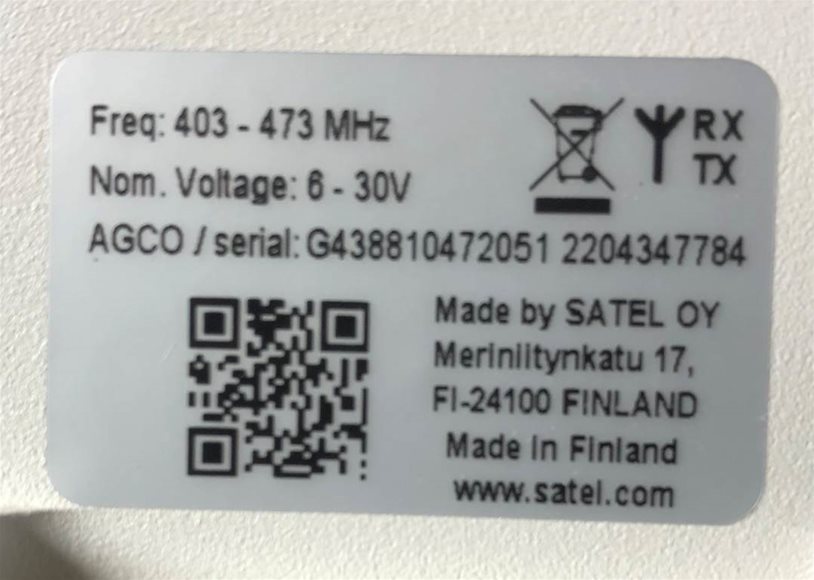 Freq: 403 - 473 MHz
RX
Nom. Voltage: 6 - 30V
TX
AGCO / serial: G438810472051 2204347784
Made by SATEL OY
Meriniitynkatu 17,
FI-24100 FINLAND
Made in Finland
www.satel.com